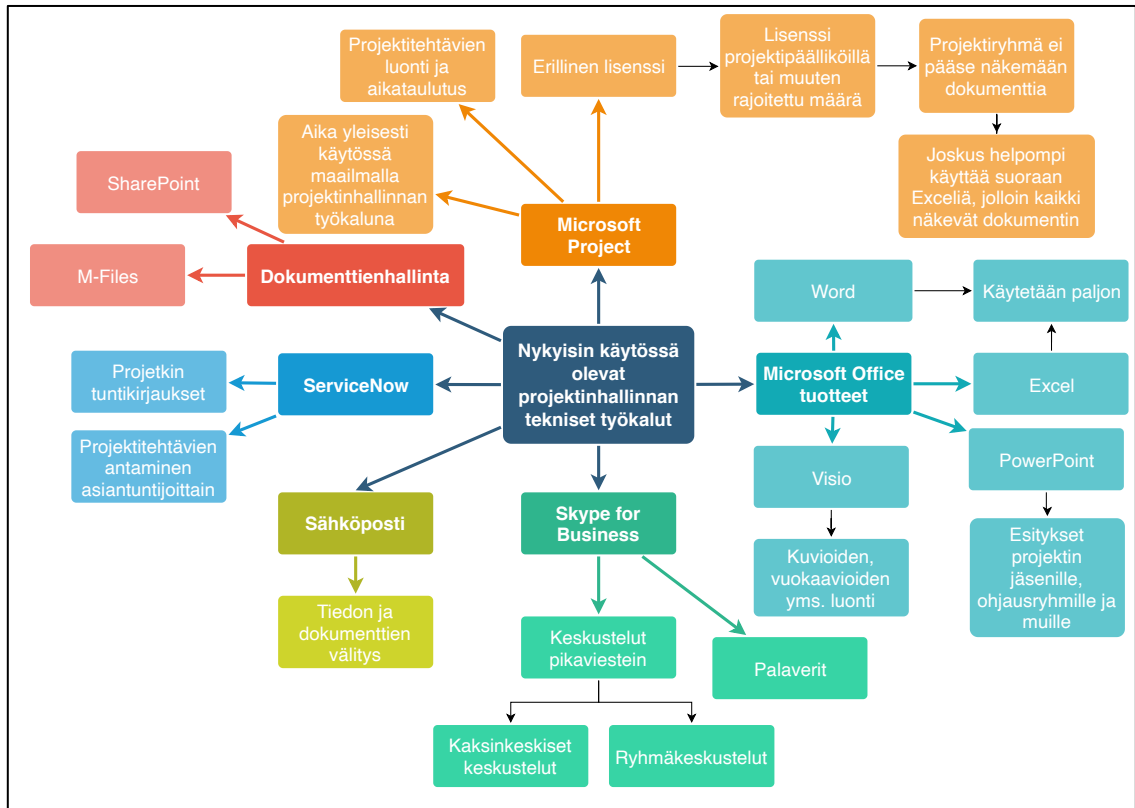 Projektitehtävien
luonti ja
aikataulutus
Erillinen lisenssi
Lisenssi
projektipäälliköillä
tai muuten
rajoitettu määrä
Projektiryhmä ei
pääse näkemään
dokumenttia
Aika yleisesti
käytössä
maailmalla
projektinhallinnan
työkaluna
Joskus helpompi
käyttää suoraan
Exceliä, jolloin kaikki
näkevät dokumentin
SharePoint
Microsoft
Project
M-Files
Dokumenttienhallinta
Word
Käytetään paljon
Nykyisin käytössä
olevat
projektinhallinnan
tekniset työkalut
Projetkin
tuntikirjaukset
ServiceNow
Microsoft Office
tuotteet
Excel
Projektitehtävien
antaminen
asiantuntijoittain
Visio
PowerPoint
Sähköposti
Skype for
Business
Kuvioiden,
vuokaavioiden
yms. luonti
Esitykset
projektin
jäsenille,
ohjausryhmille ja
muille
Tiedon ja
dokumenttien
välitys
Keskustelut
pikaviestein
Palaverit
Kaksinkeskiset
keskustelut
Ryhmäkeskustelut